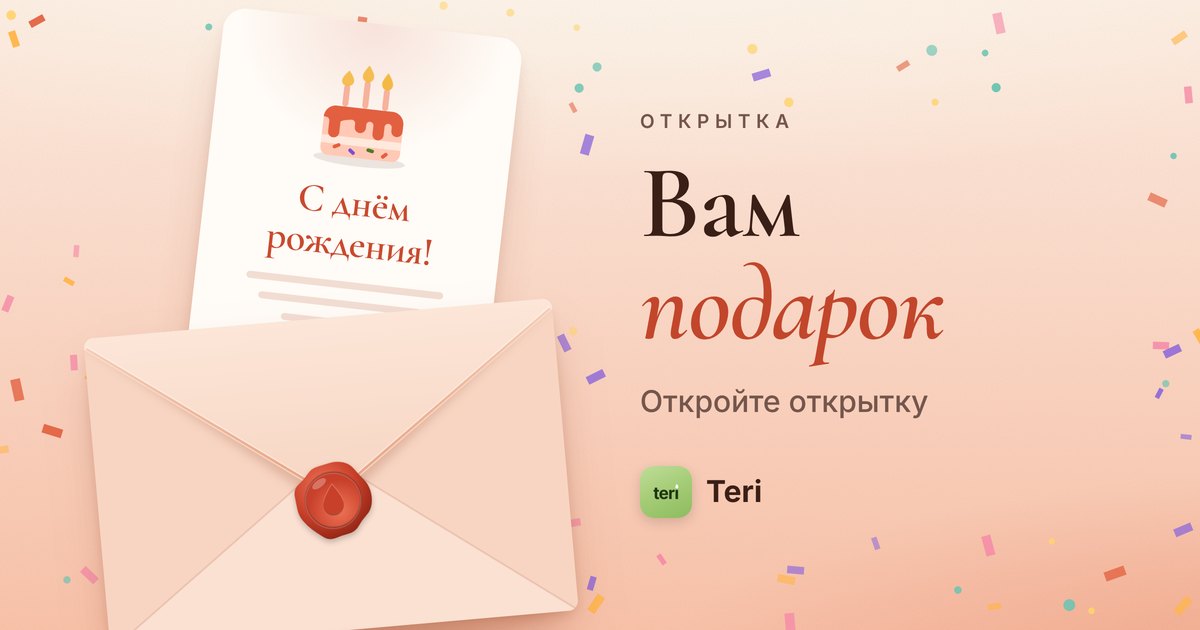 С днём
рождения!
ОТКРЫТКА
Вам
подарок
Откройте открытку
teri
Teri